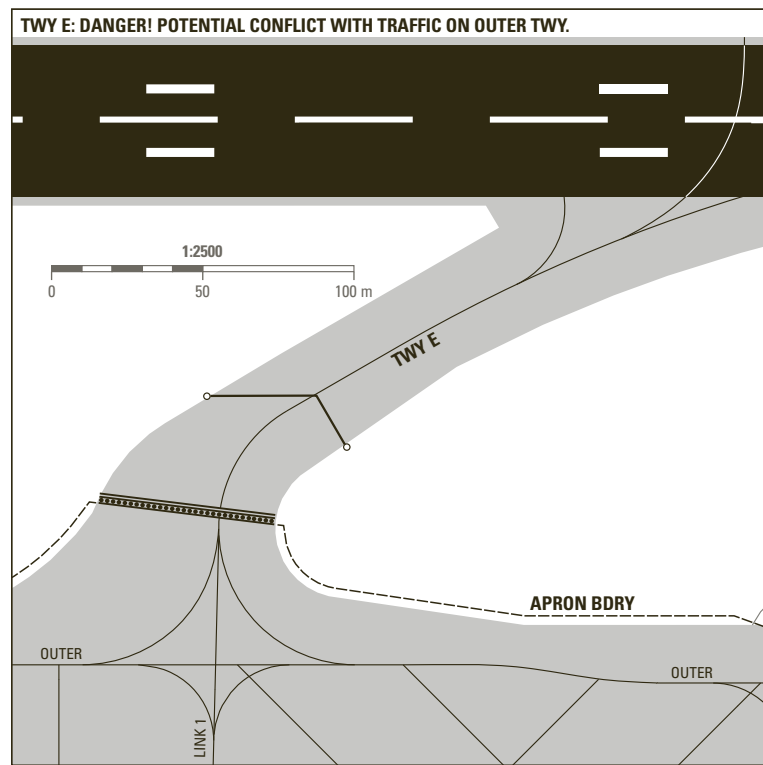 TWY E: DANGER! POTENTIAL CONFLICT WITH TRAFFIC ON OUTER TWY.
1:2500
0 50 100 m
TWY E
APRON BDRY
OUTER
OUTER
LINK 1